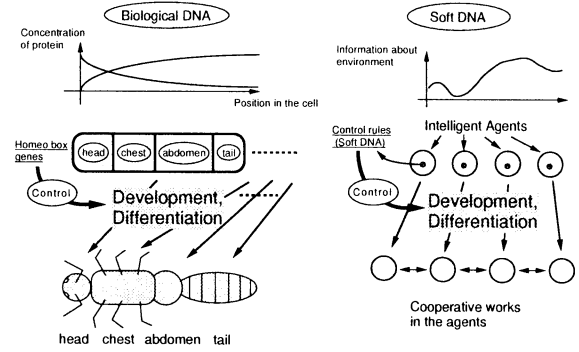 Biological DNA
Concentration
of protein
Position in the cell
Homeo box
genes
head
chest
abdomen
tail
Control
Development,
Differentiation
head chest abdomen tail
Soft DNA
Information about
environment
Control rules
(Soft DNA)
Intelligent Agents
Control
Development,
Differentiation
Cooperative works
in the agents